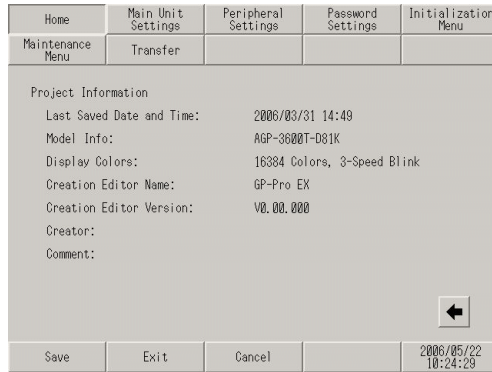 Home
Main Unit
Settings
Peripheral
Settings
Password
Settings
Initialization
Menu
Maintenance
Menu
Transfer
Project Information
Last Saved Date and Time: 2006/03/31 14:49
Model Info: AGP-3600T-D81K
Display Colors: 16384 Colors, 3-Speed Blink
Creation Editor Name: GP-Pro EX
Creation Editor Version: V0.00.000
Creator:
Comment:
Save
Exit
Cancel
2006/05/22
10:24:29